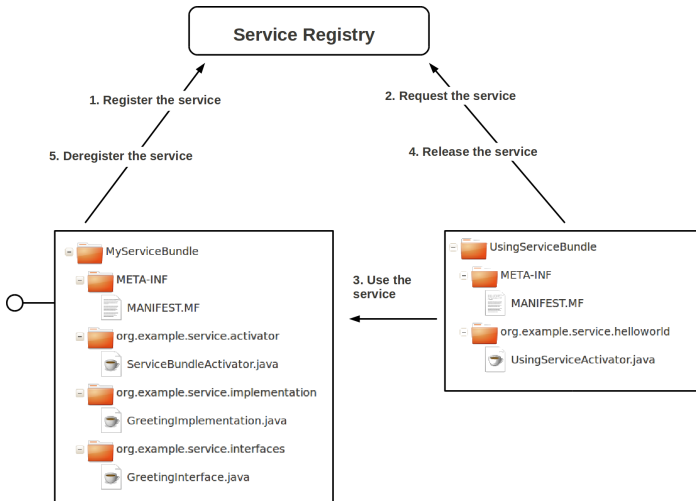 Service Registry
1. Register the service
2. Request the service
5. Deregister the service
4. Release the service
MyServiceBundle
META-INF
MANIFEST.MF
org.example.service.activator
ServiceBundleActivator.java
org.example.service.implementation
GreetingImplementation.java
org.example.service.interfaces
GreetingInterface.java
3. Use the
service
UsingServiceBundle
META-INF
MANIFEST.MF
org.example.service.helloworld
UsingServiceActivator.java